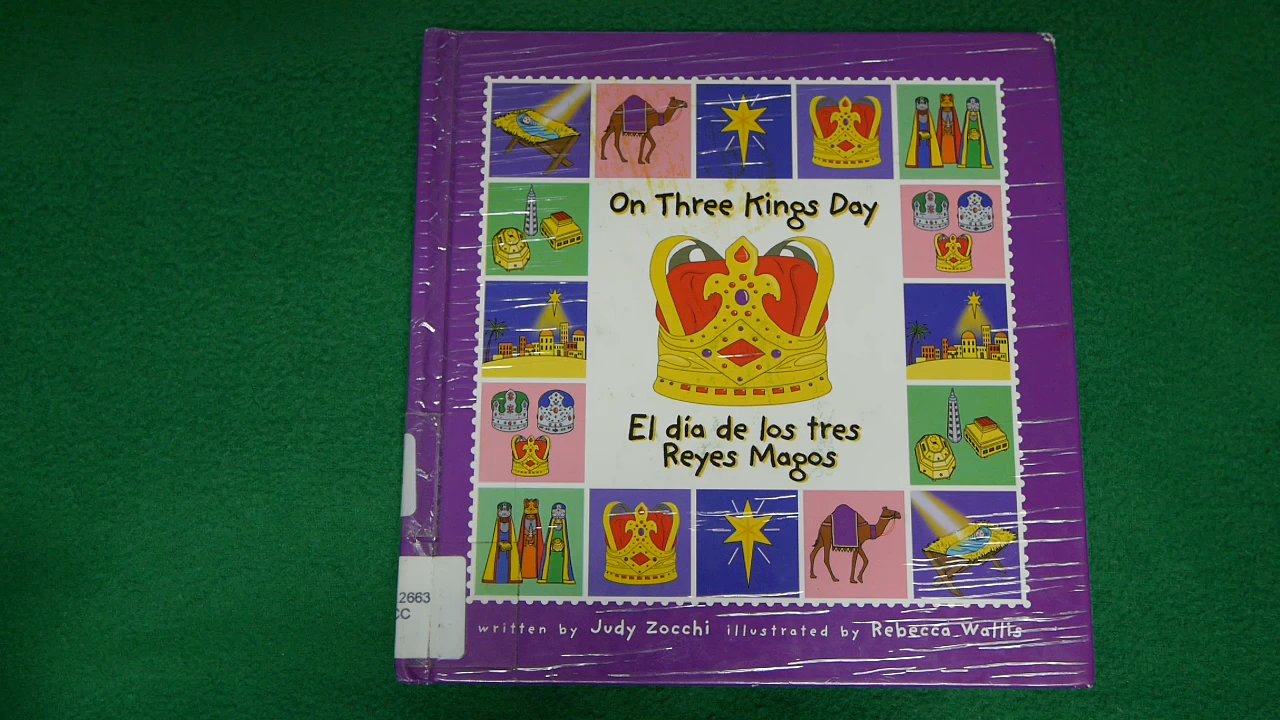 On Three Kings Day
El día de los tres
Reyes Magos
written by Judy Zocchi illustrated by Rebecca Wallis
2663
CC